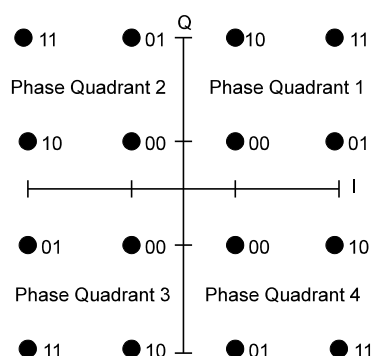 Q
11 01 10 11
Phase Quadrant 2 Phase Quadrant 1
10 00 00 01
I
01 00 00 10
Phase Quadrant 3 Phase Quadrant 4
11 10 01 11